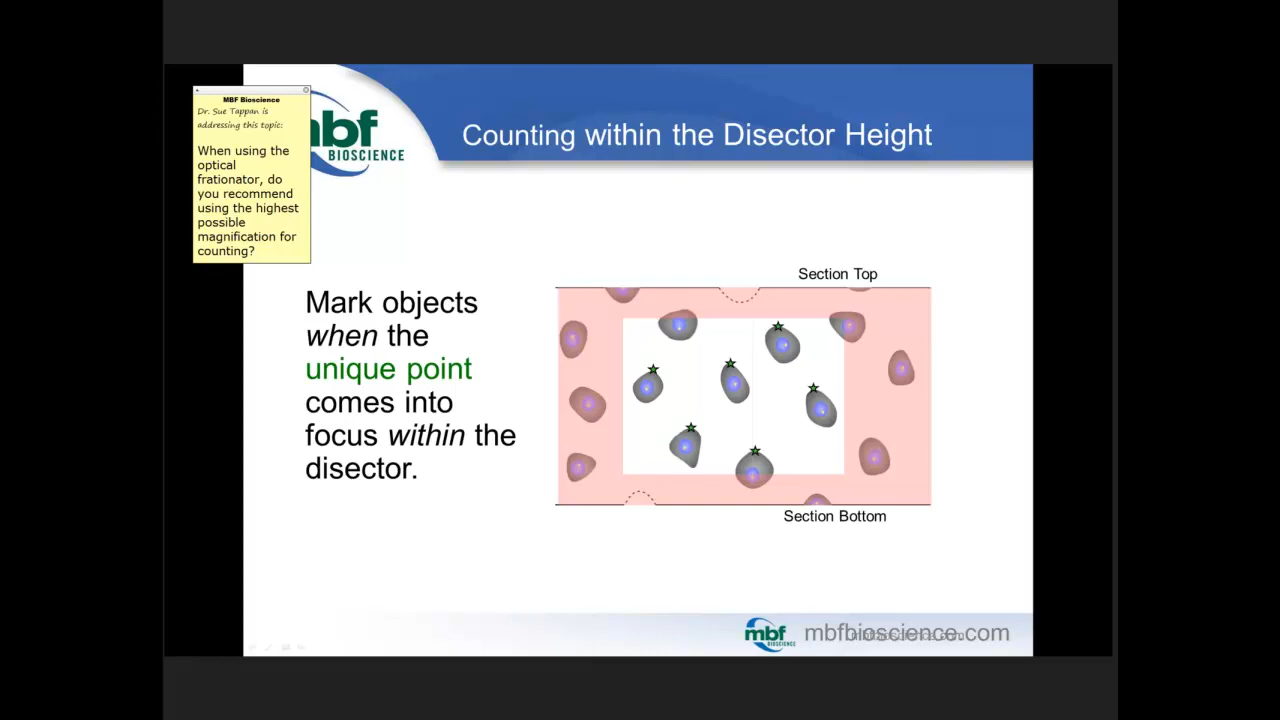 MBF Bioscience
Dr. Sue Tappan is
addressing this topic:
When using the
optical
frationator, do
you recommend
using the highest
possible
magnification for
counting?
mbf
BIOSCIENCE
Counting within the Disector Height
Mark objects
when the
unique point
comes into
focus within the
disector.
Section Top
Section Bottom
mbf
BIOSCIENCE
mbfbioscience.com
mbfbioscience.com